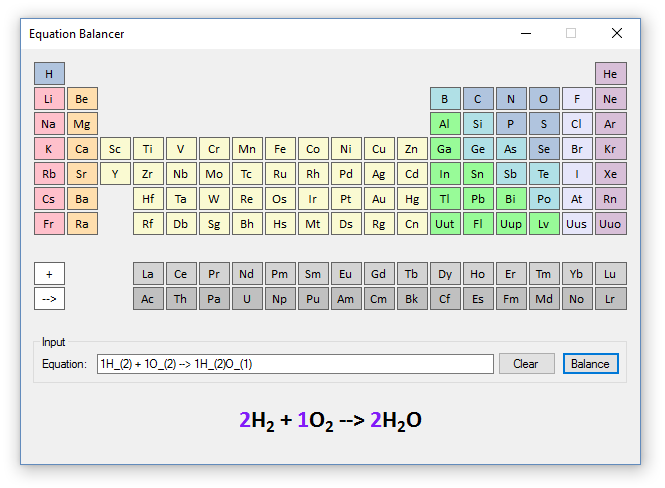 Equation Balancer
H He
Li Be B C N O F Ne
Na Mg Al Si P S Cl Ar
K Ca Sc Ti V Cr Mn Fe Co Ni Cu Zn Ga Ge As Se Br Kr
Rb Sr Y Zr Nb Mo Tc Ru Rh Pd Ag Cd In Sn Sb Te I Xe
Cs Ba Hf Ta W Re Os Ir Pt Au Hg Tl Pb Bi Po At Rn
Fr Ra Rf Db Sg Bh Hs Mt Ds Rg Cn Uut Fl Uup Lv Uus Uuo
+ La Ce Pr Nd Pm Sm Eu Gd Tb Dy Ho Er Tm Yb Lu
--> Ac Th Pa U Np Pu Am Cm Bk Cf Es Fm Md No Lr
Input
Equation: 1H_(2) + 1O_(2) --> 1H_(2)O_(1) Clear Balance
2H₂ + 1O₂ --> 2H₂O